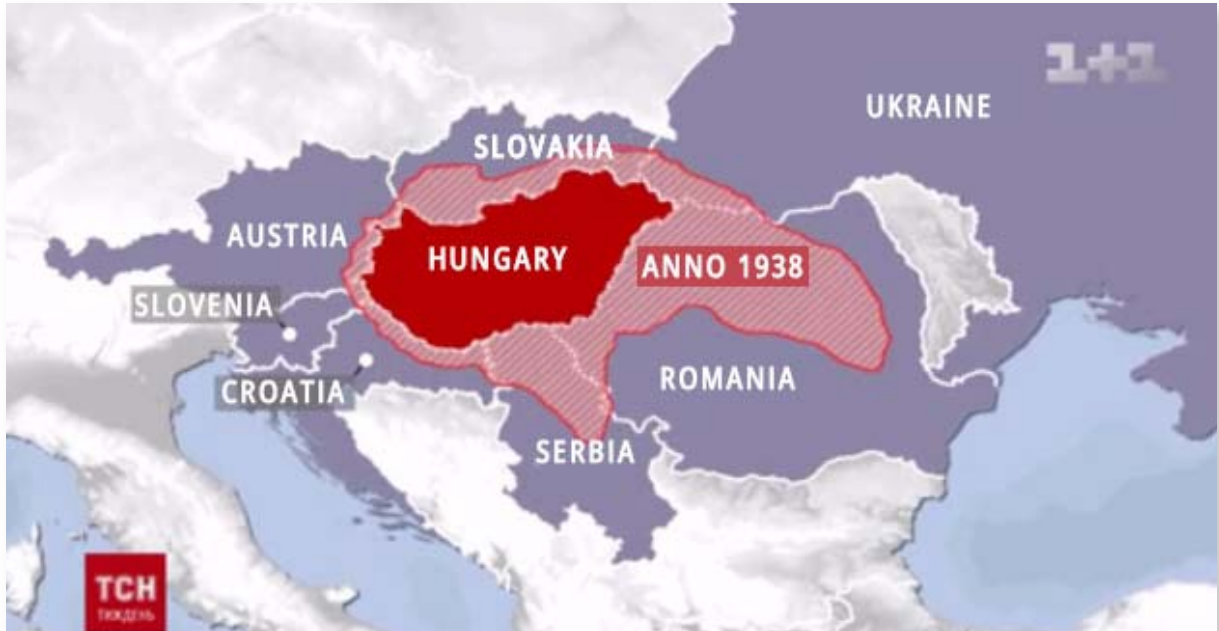 1+1
UKRAINE
SLOVAKIA
AUSTRIA
HUNGARY
ANNO 1938
SLOVENIA
CROATIA
ROMANIA
SERBIA
ТСН
ТИЖДЕНЬ